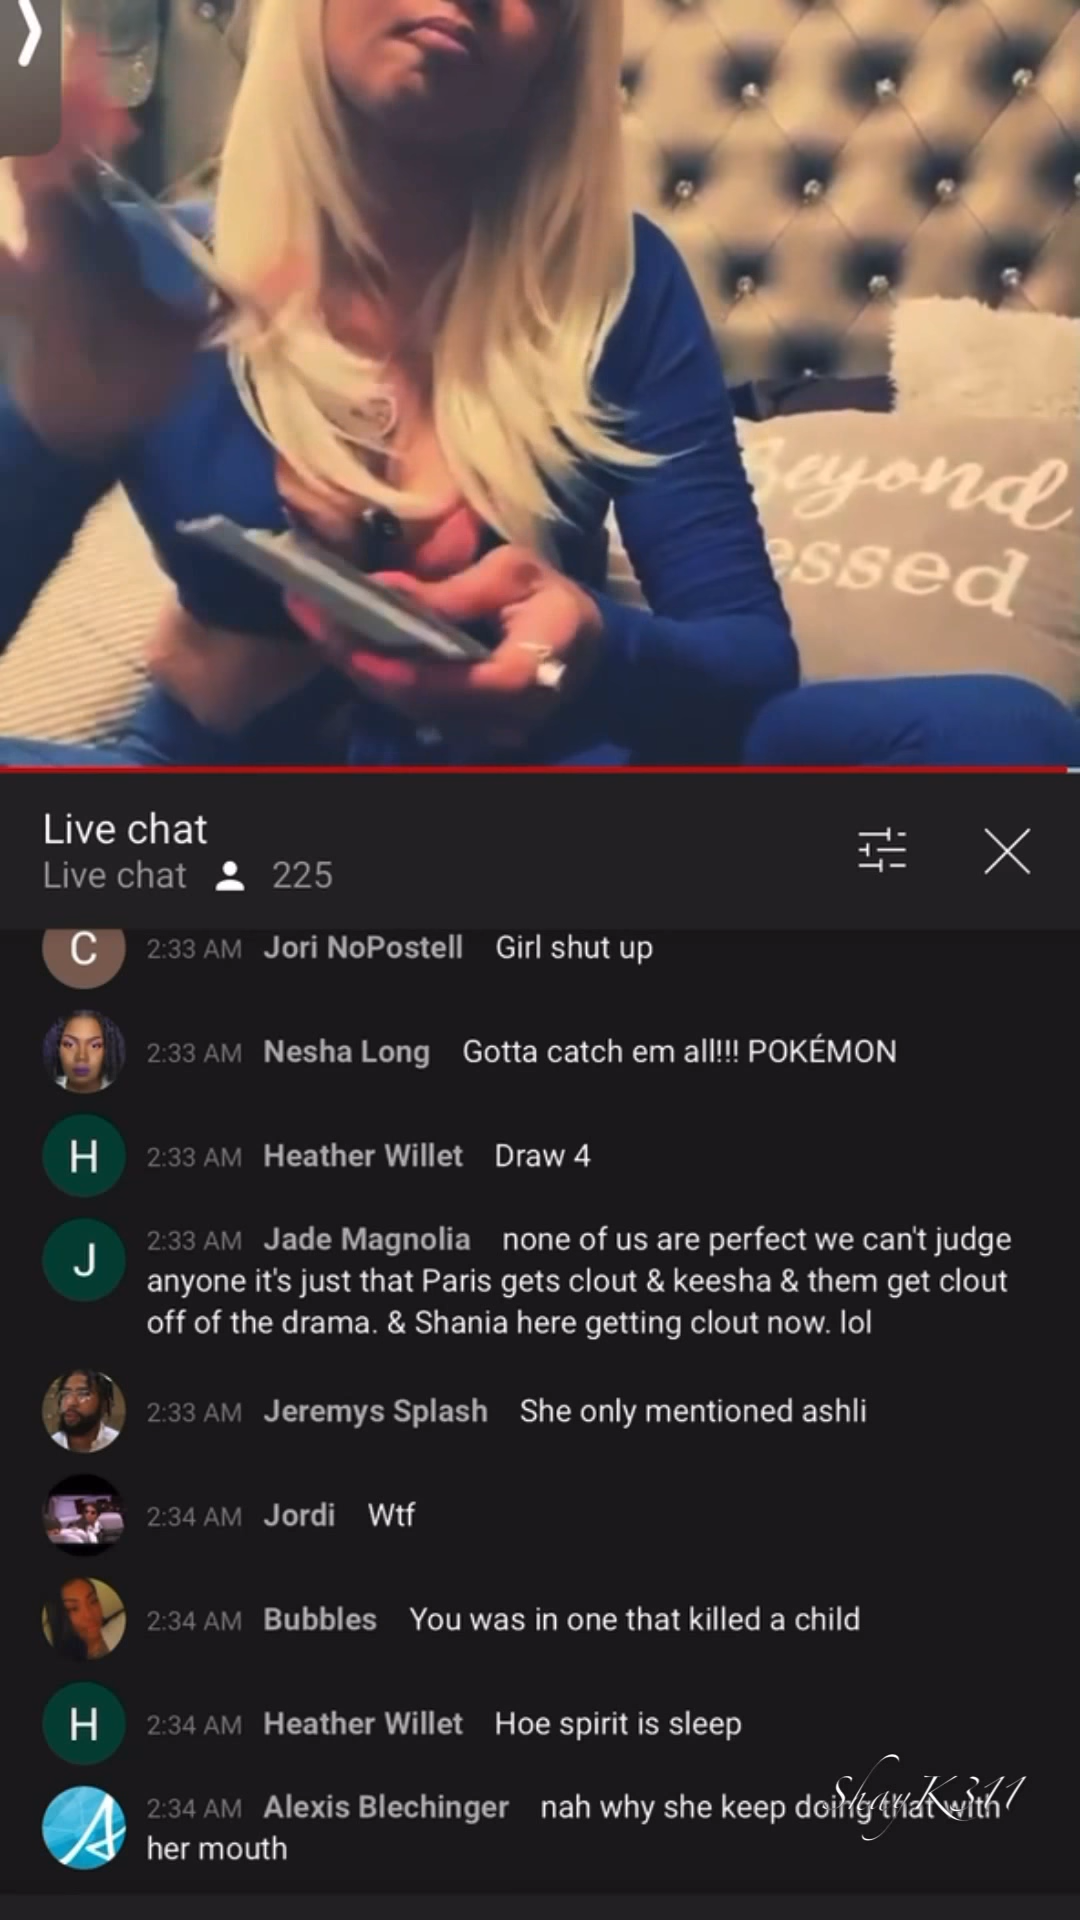 Beyond
essed
Live chat
Live chat 225
C 2:33 AM Jori NoPostell Girl shut up
2:33 AM Nesha Long Gotta catch em all!!! POKÉMON
H 2:33 AM Heather Willet Draw 4
J 2:33 AM Jade Magnolia none of us are perfect we can't judge
anyone it's just that Paris gets clout & keesha & them get clout
off of the drama. & Shania here getting clout now. lol
2:33 AM Jeremys Splash She only mentioned ashli
2:34 AM Jordi Wtf
2:34 AM Bubbles You was in one that killed a child
H 2:34 AM Heather Willet Hoe spirit is sleep
2:34 AM Alexis Blechinger nah why she keep doing that with
her mouth
ShayK311